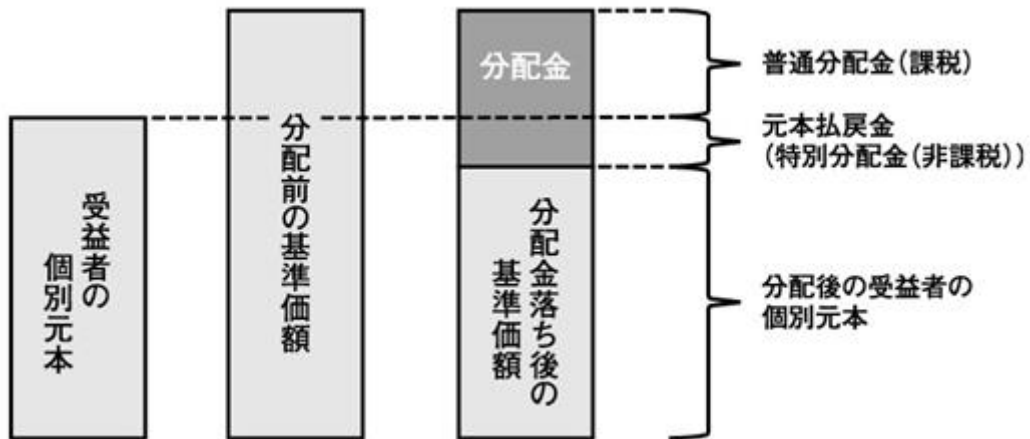 受益者の
個別元本
分配前の基準価額
分配金
分配金落ち後の
基準価額
普通分配金(課税)
元本払戻金
(特別分配金(非課税))
分配後の受益者の
個別元本